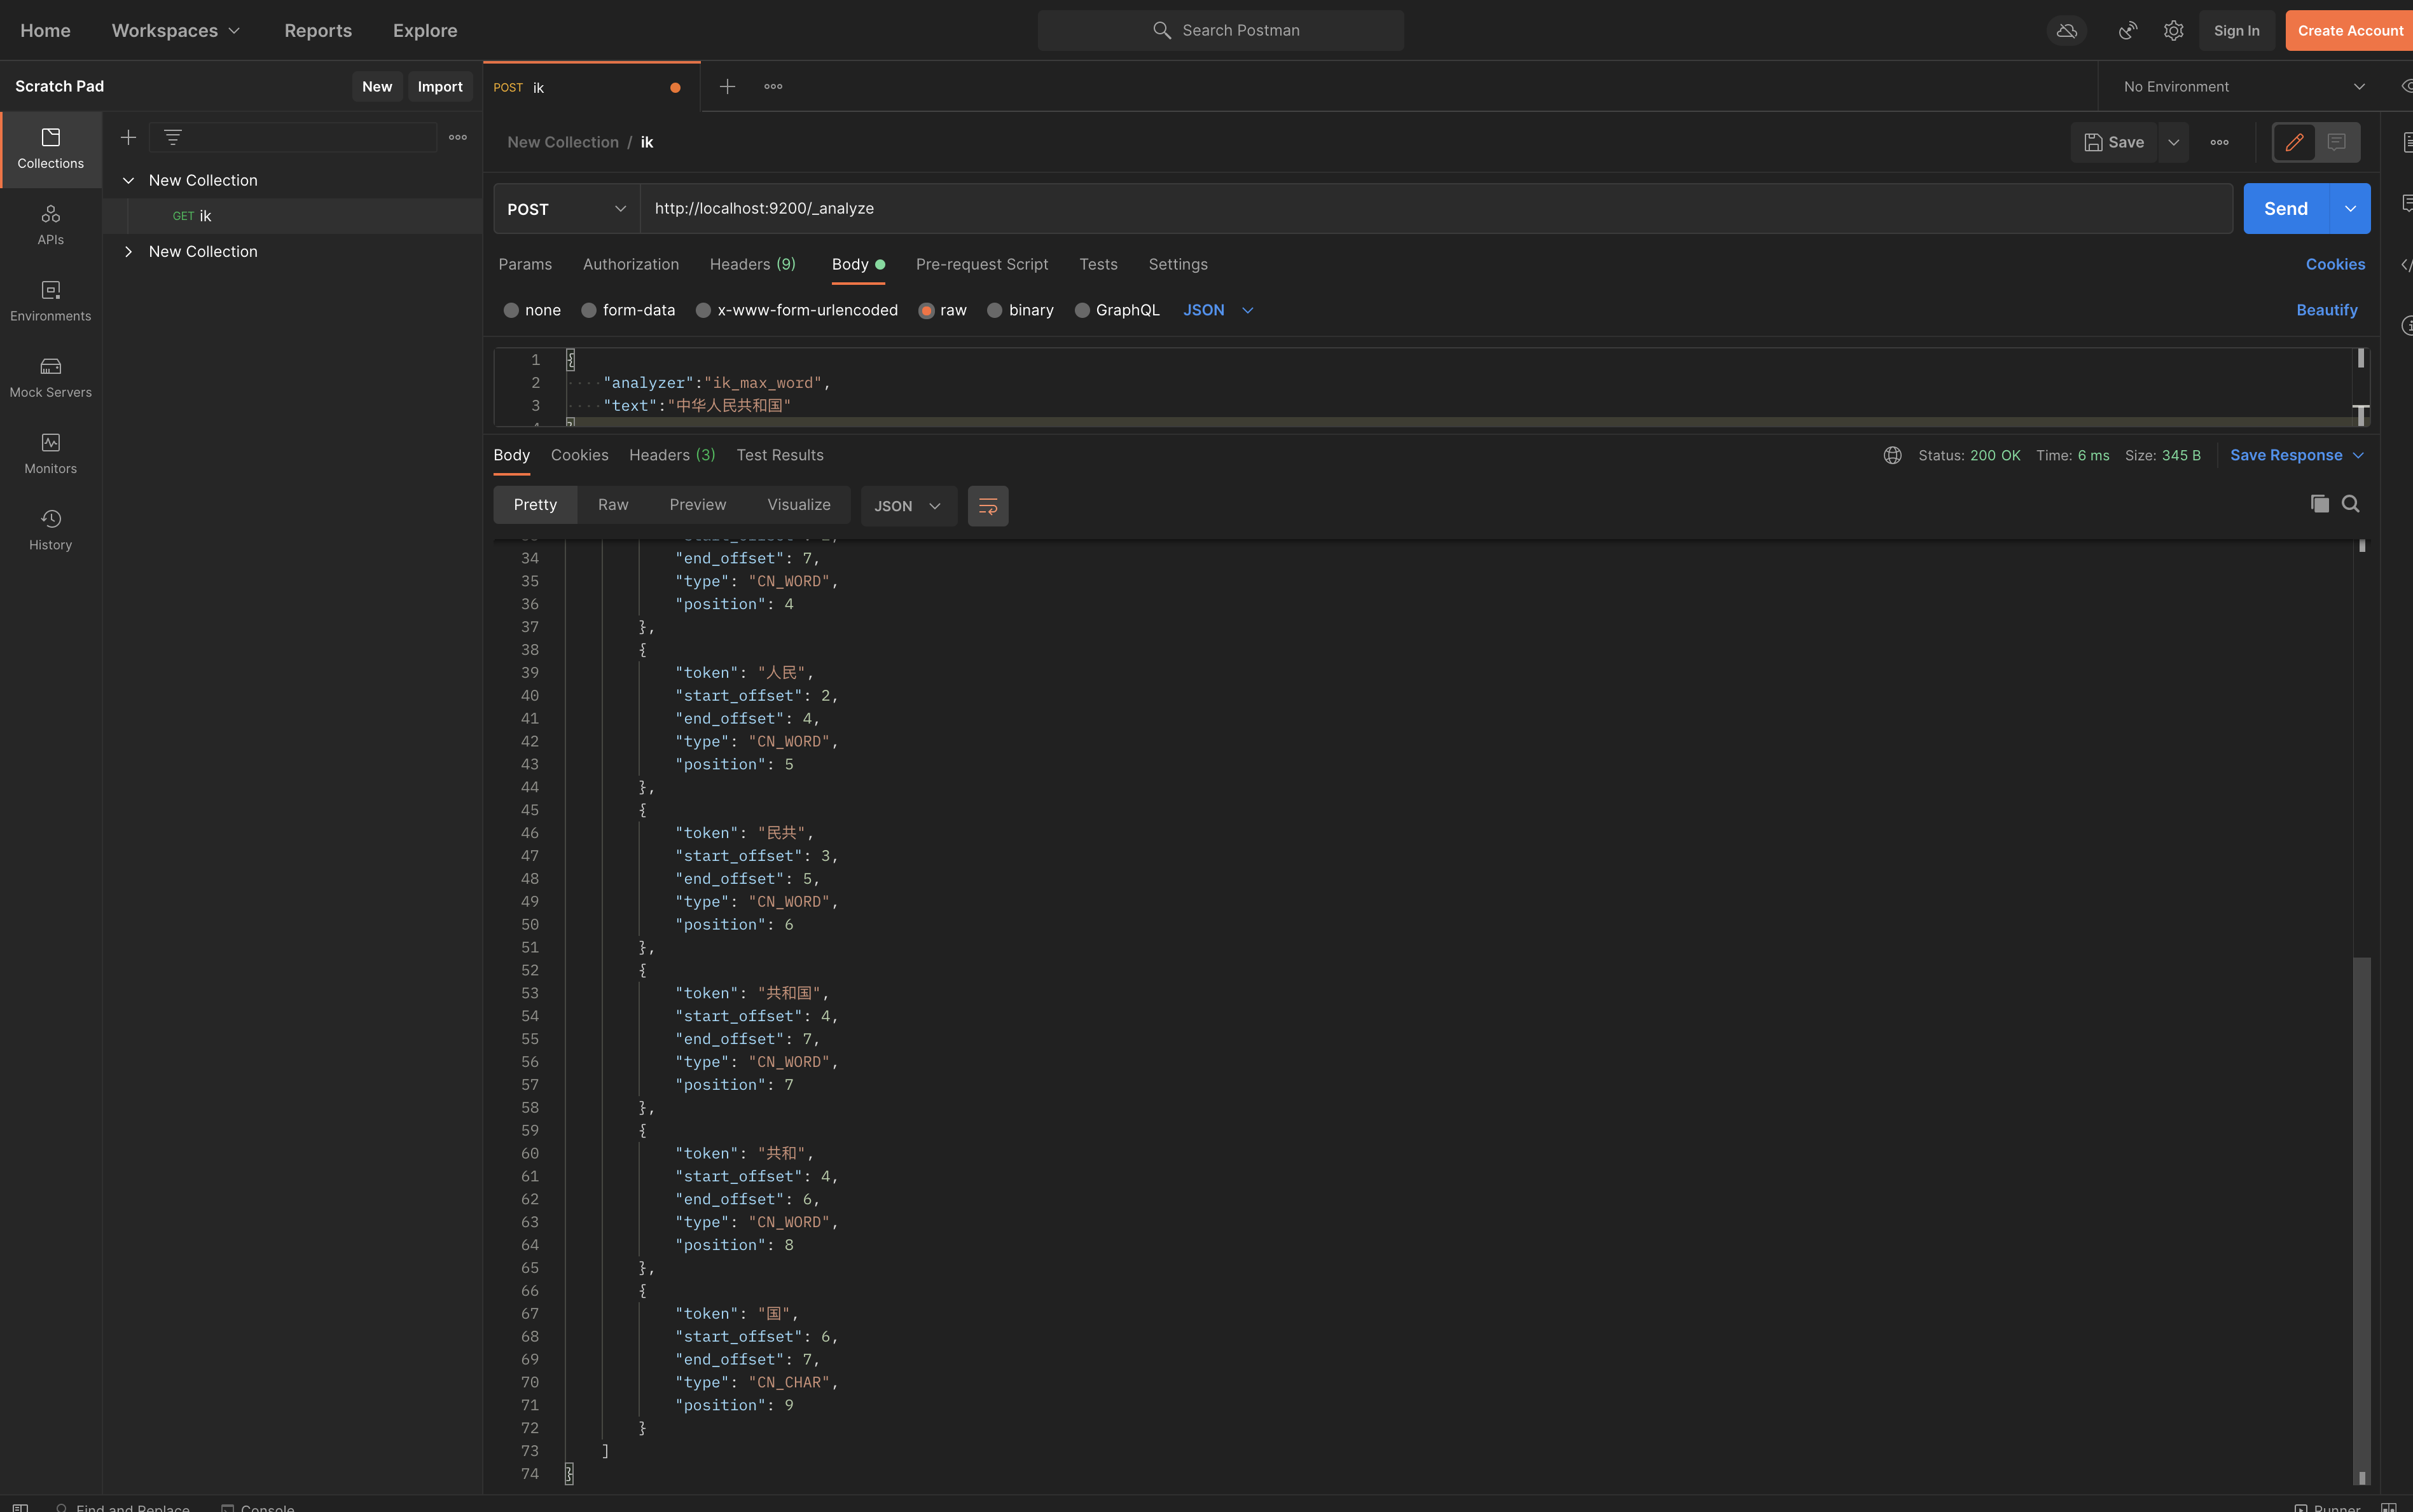 Home Workspaces Reports Explore Search Postman Sign In Create Account
Scratch Pad New Import POST ik No Environment
Collections
APIs
Environments
Mock Servers
Monitors
History
New Collection
GET ik
New Collection
New Collection / ik Save
POST http://localhost:9200/_analyze Send
Params Authorization Headers (9) Body Pre-request Script Tests Settings Cookies
none form-data x-www-form-urlencoded raw binary GraphQL JSON Beautify
1 {
2 "analyzer":"ik_max_word",
3 "text":"中华人民共和国"
Body Cookies Headers (3) Test Results Status: 200 OK Time: 6 ms Size: 345 B Save Response
Pretty Raw Preview Visualize JSON
34 "end_offset": 7,
35 "type": "CN_WORD",
36 "position": 4
37 },
38 {
39 "token": "人民",
40 "start_offset": 2,
41 "end_offset": 4,
42 "type": "CN_WORD",
43 "position": 5
44 },
45 {
46 "token": "民共",
47 "start_offset": 3,
48 "end_offset": 5,
49 "type": "CN_WORD",
50 "position": 6
51 },
52 {
53 "token": "共和国",
54 "start_offset": 4,
55 "end_offset": 7,
56 "type": "CN_WORD",
57 "position": 7
58 },
59 {
60 "token": "共和",
61 "start_offset": 4,
62 "end_offset": 6,
63 "type": "CN_WORD",
64 "position": 8
65 },
66 {
67 "token": "国",
68 "start_offset": 6,
69 "end_offset": 7,
70 "type": "CN_CHAR",
71 "position": 9
72 }
73 ]
74 }
Find and Replace Console Runner